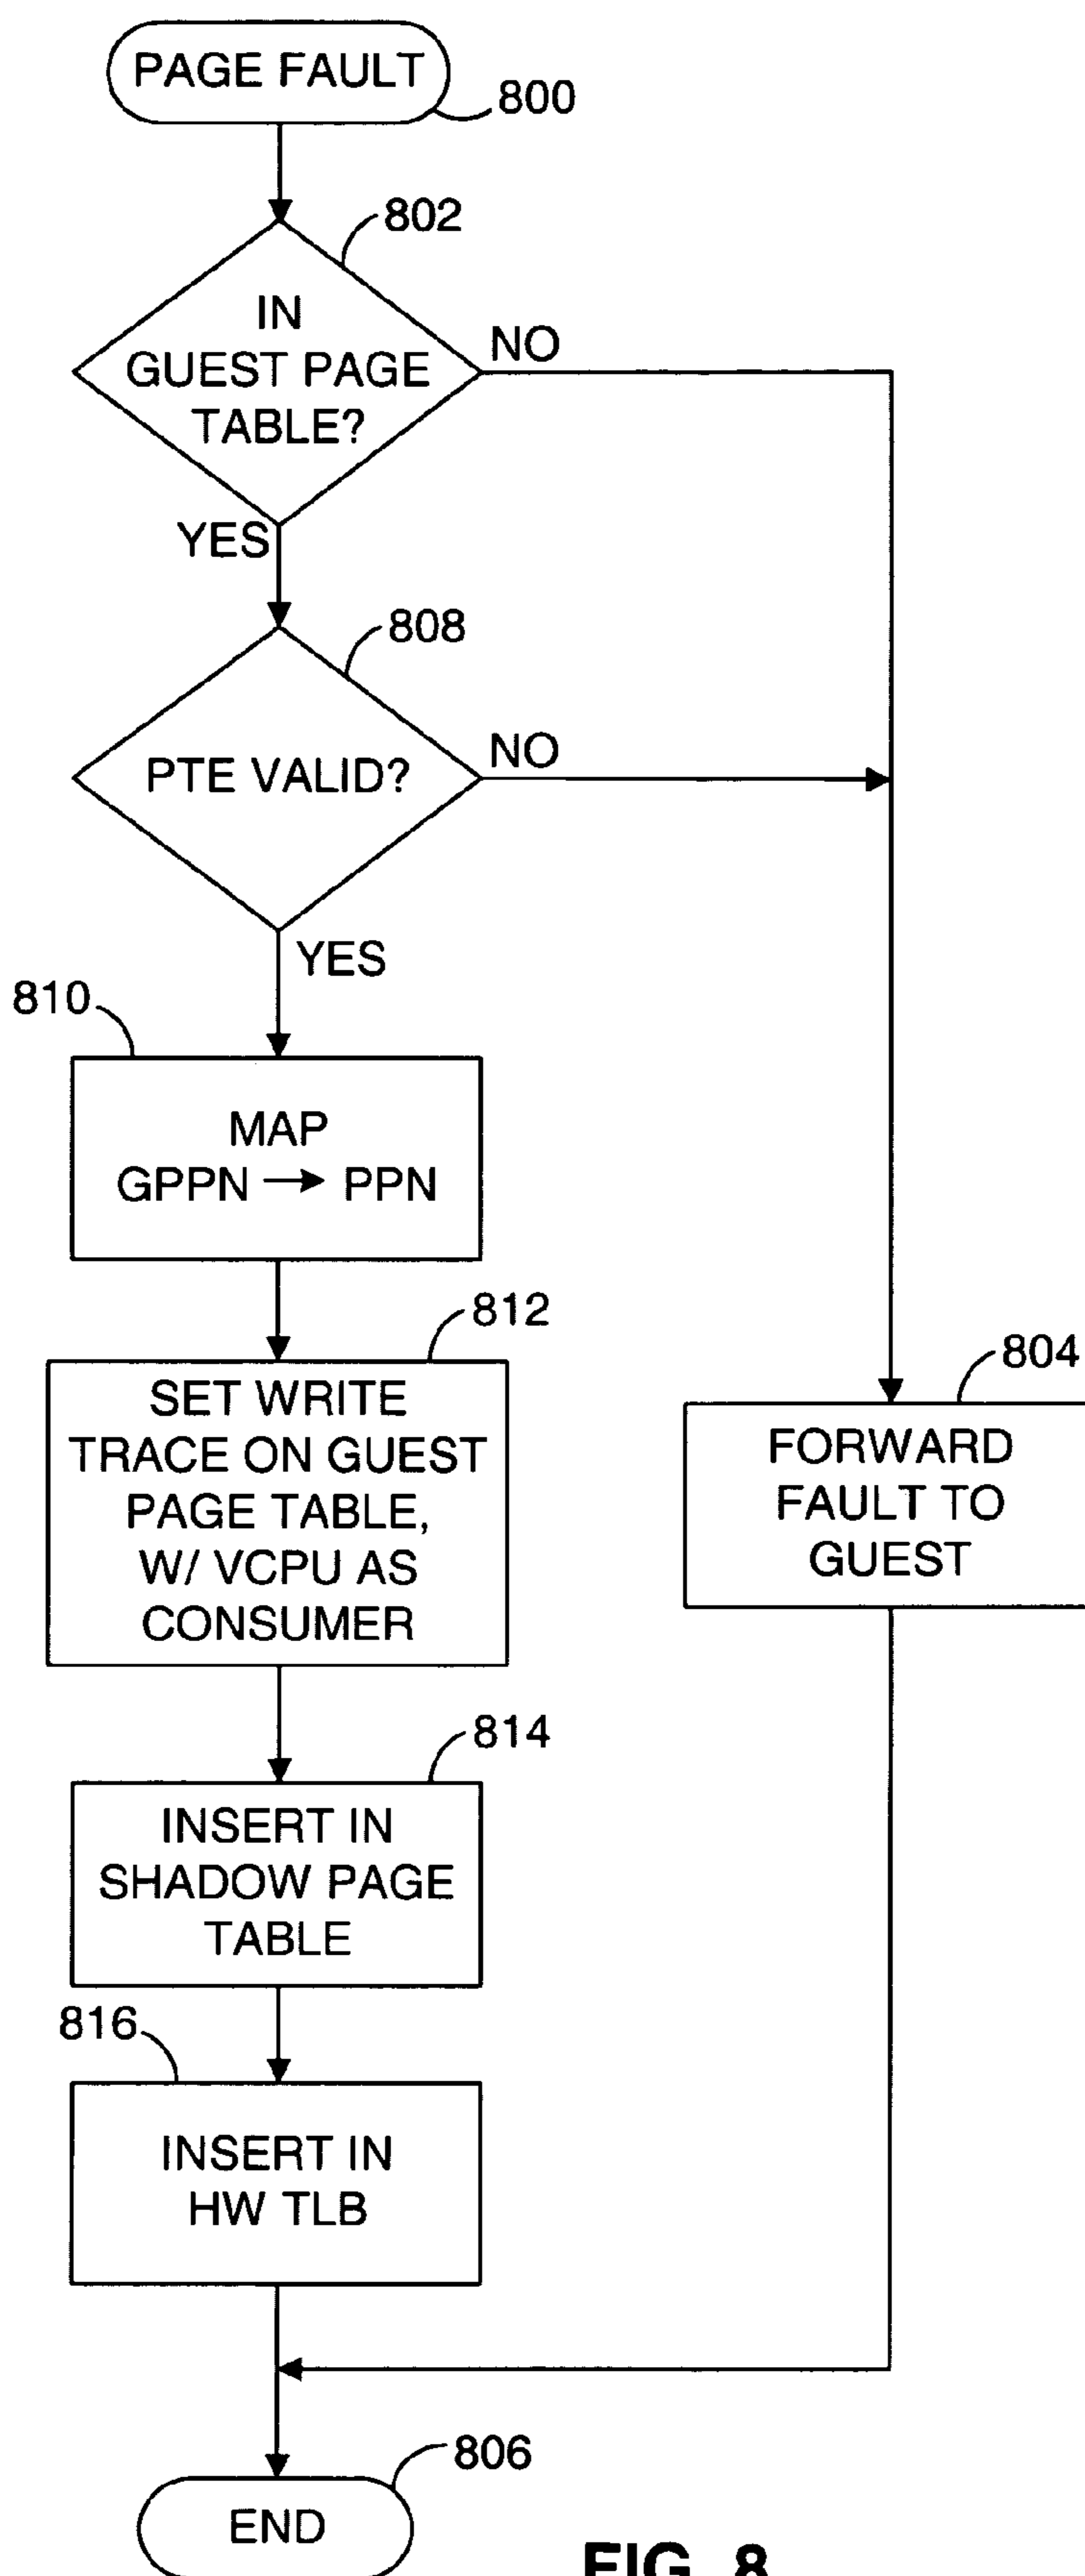 PAGE FAULT
800
802
IN
GUEST PAGE
TABLE?
NO
YES
808
PTE VALID?
NO
YES
810
MAP
GPPN → PPN
812
SET WRITE
TRACE ON GUEST
PAGE TABLE,
W/ VCPU AS
CONSUMER
804
FORWARD
FAULT TO
GUEST
814
INSERT IN
SHADOW PAGE
TABLE
816
INSERT IN
HW TLB
806
END
FIG. 8